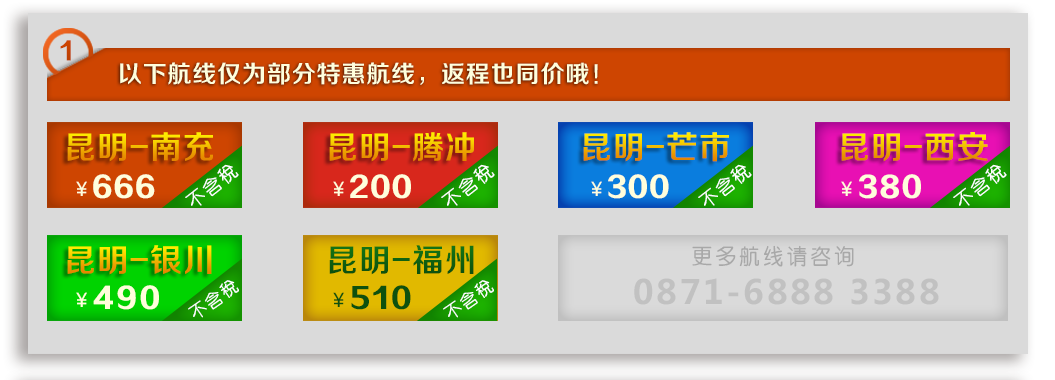 1
以下航线仅为部分特惠航线，返程也同价哦！
昆明-南充
¥666
不含税
昆明-腾冲
¥200
不含税
昆明-芒市
¥300
不含税
昆明-西安
¥380
不含税
昆明-银川
¥490
不含税
昆明-福州
¥510
不含税
更多航线请咨询
0871-6888 3388